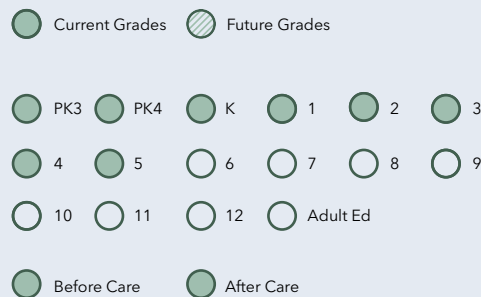 Current Grades Future Grades
PK3 PK4 K 1 2 3
4 5 6 7 8 9
10 11 12 Adult Ed
Before Care After Care